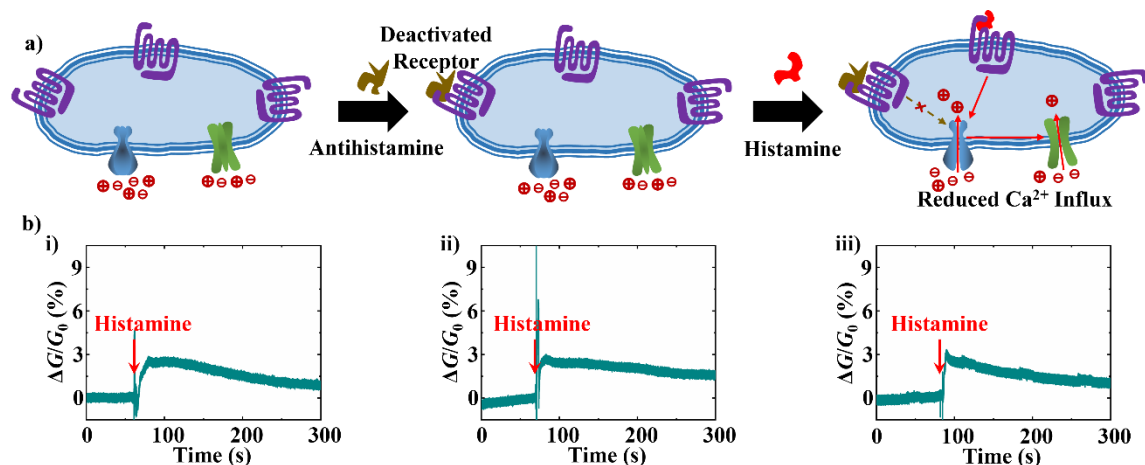 a)
Deactivated
Receptor
Antihistamine
Histamine
Reduced Ca²⁺ Influx
b)
i)
ΔG/G₀ (%)
9
6
3
0
Histamine
0 100 200 300
Time (s)
ii)
ΔG/G₀ (%)
9
6
3
0
Histamine
0 100 200 300
Time (s)
iii)
ΔG/G₀ (%)
9
6
3
0
Histamine
0 100 200 300
Time (s)